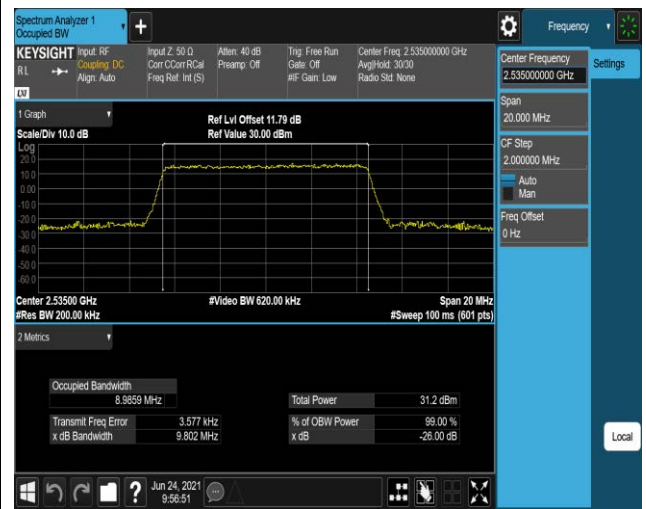 Spectrum Analyzer 1
Occupied BW
+
Frequency
KEYSIGHT
RL
LXI
Input: RF
Coupling: DC
Align: Auto
Input Z: 50 Ω
Corr CCorr RCal
Freq Ref: Int (S)
Atten: 40 dB
Preamp: Off
Trig: Free Run
Gate: Off
#IF Gain: Low
Center Freq: 2.535000000 GHz
Avg|Hold: 30/30
Radio Std: None
Center Frequency
2.535000000 GHz
Settings
Span
20.000 MHz
CF Step
2.000000 MHz
Auto
Man
Freq Offset
0 Hz
1 Graph
Ref Lvl Offset 11.79 dB
Scale/Div 10.0 dB
Ref Value 30.00 dBm
Log
20.0
10.0
0.00
-10.0
-20.0
-30.0
-40.0
-50.0
-60.0
Center 2.53500 GHz
#Video BW 620.00 kHz
Span 20 MHz
#Res BW 200.00 kHz
#Sweep 100 ms (601 pts)
2 Metrics
Occupied Bandwidth
8.9859 MHz
Total Power 31.2 dBm
Transmit Freq Error 3.577 kHz
% of OBW Power 99.00 %
x dB Bandwidth 9.802 MHz
x dB -26.00 dB
Local
?
Jun 24, 2021
9:56:51